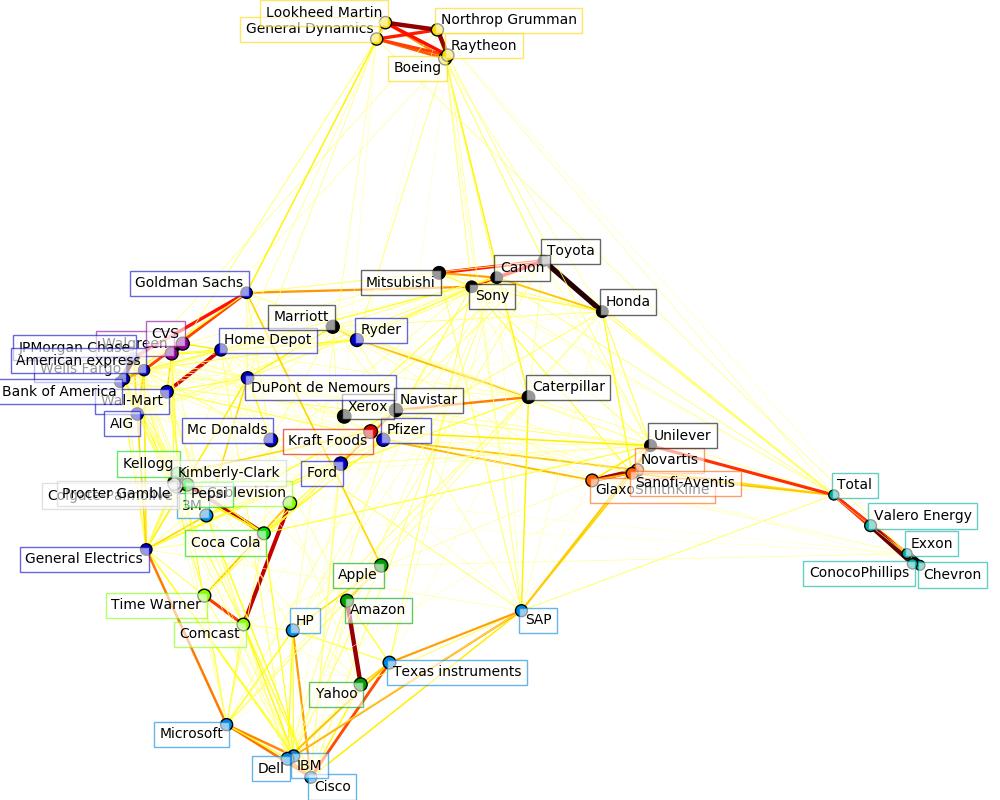 Lookheed Martin
Northrop Grumman
General Dynamics
Raytheon
Boeing
Toyota
Canon
Mitsubishi
Goldman Sachs
Sony
Honda
Marriott
Ryder
CVS
Home Depot
Walgreen
JPMorgan Chase
American express
Wells Fargo
DuPont de Nemours
Caterpillar
Bank of America
Wal-Mart
Xerox
Navistar
AIG
Mc Donalds
Pfizer
Kraft Foods
Unilever
Novartis
Kellogg
Kimberly-Clark
Ford
Sanofi-Aventis
GlaxoSmithKline
Total
Procter Gamble
Pepsi
Cablevision
3M
Valero Energy
Coca Cola
Exxon
General Electrics
ConocoPhillips
Chevron
Apple
Time Warner
Amazon
HP
SAP
Comcast
Texas instruments
Yahoo
Microsoft
IBM
Dell
Cisco